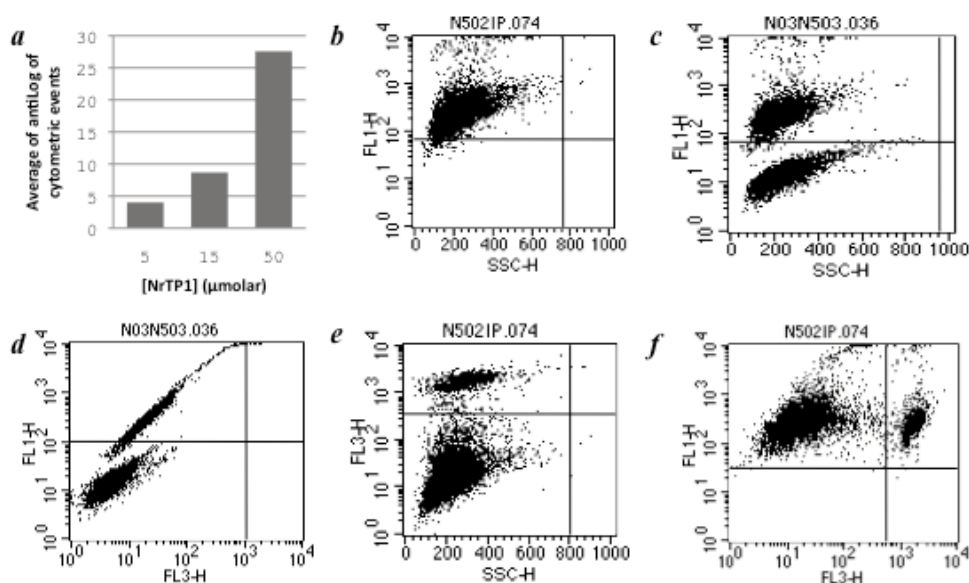 a
Average of antiLog of
cytometric events
30
25
20
15
10
5
0
5 15 50
[NrTP1] (µmolar)
b
N502IP.074
FL1-H
10^4
10^3
10^2
10^1
10^0
0 200 400 600 800 1000
SSC-H
c
N03N503.036
FL1-H
10^4
10^3
10^2
10^1
10^0
0 200 400 600 800 1000
SSC-H
d
N03N503.036
FL1-H
10^4
10^3
10^2
10^1
10^0
10^0 10^1 10^2 10^3 10^4
FL3-H
e
N502IP.074
FL3-H
10^4
10^3
10^2
10^1
10^0
0 200 400 600 800 1000
SSC-H
f
N502IP.074
FL1-H
10^4
10^3
10^2
10^1
10^0
10^0 10^1 10^2 10^3 10^4
FL3-H